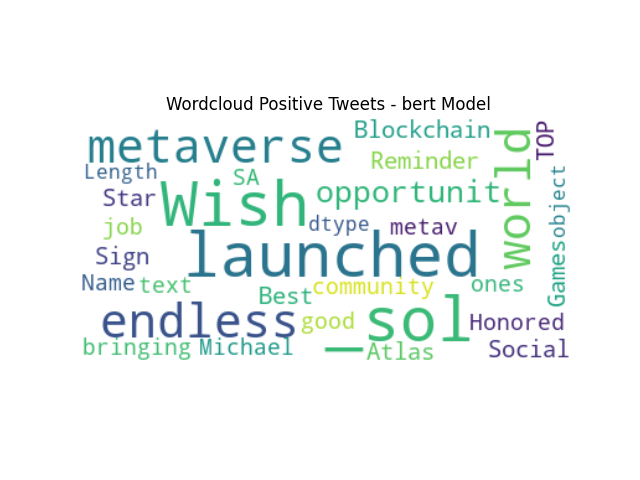 Wordcloud Positive Tweets - bert Model
metaverse
Blockchain
TOP
world
Length
SA
Reminder
Star
Wish
opportunit
Gamesobject
job
dtype
metav
Sign
launched
Name
text
Best
community
ones
endless
good
sol
Honored
bringing
Michael
Atlas
Social